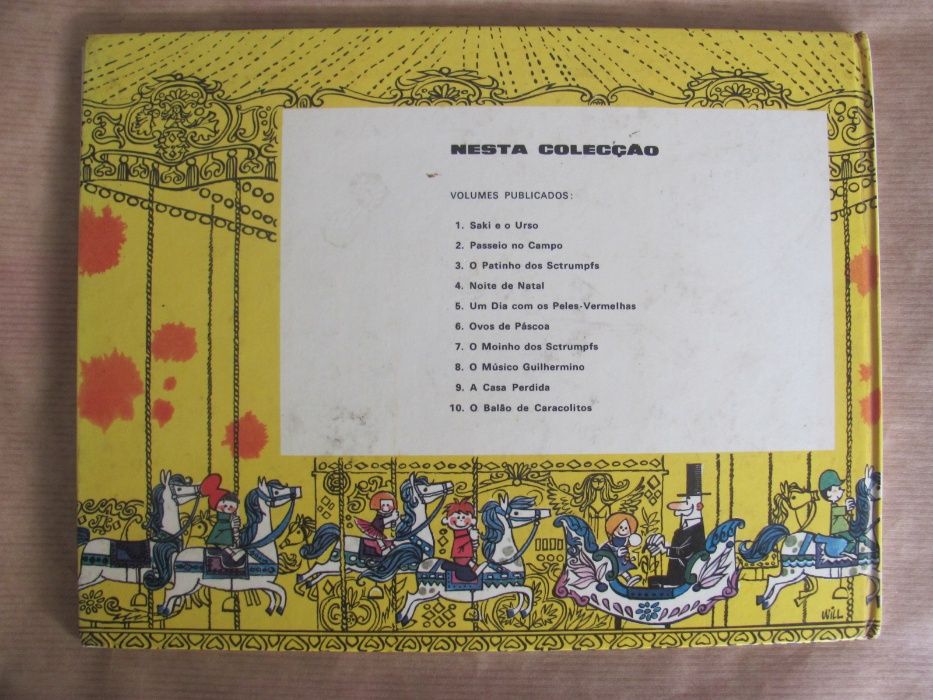 NESTA COLECÇÃO
VOLUMES PUBLICADOS:
1. Saki e o Urso
2. Passeio no Campo
3. O Patinho dos Sctrumpfs
4. Noite de Natal
5. Um Dia com os Peles-Vermelhas
6. Ovos de Páscoa
7. O Moinho dos Sctrumpfs
8. O Músico Guilhermino
9. A Casa Perdida
10. O Balão de Caracolitos
WiLL